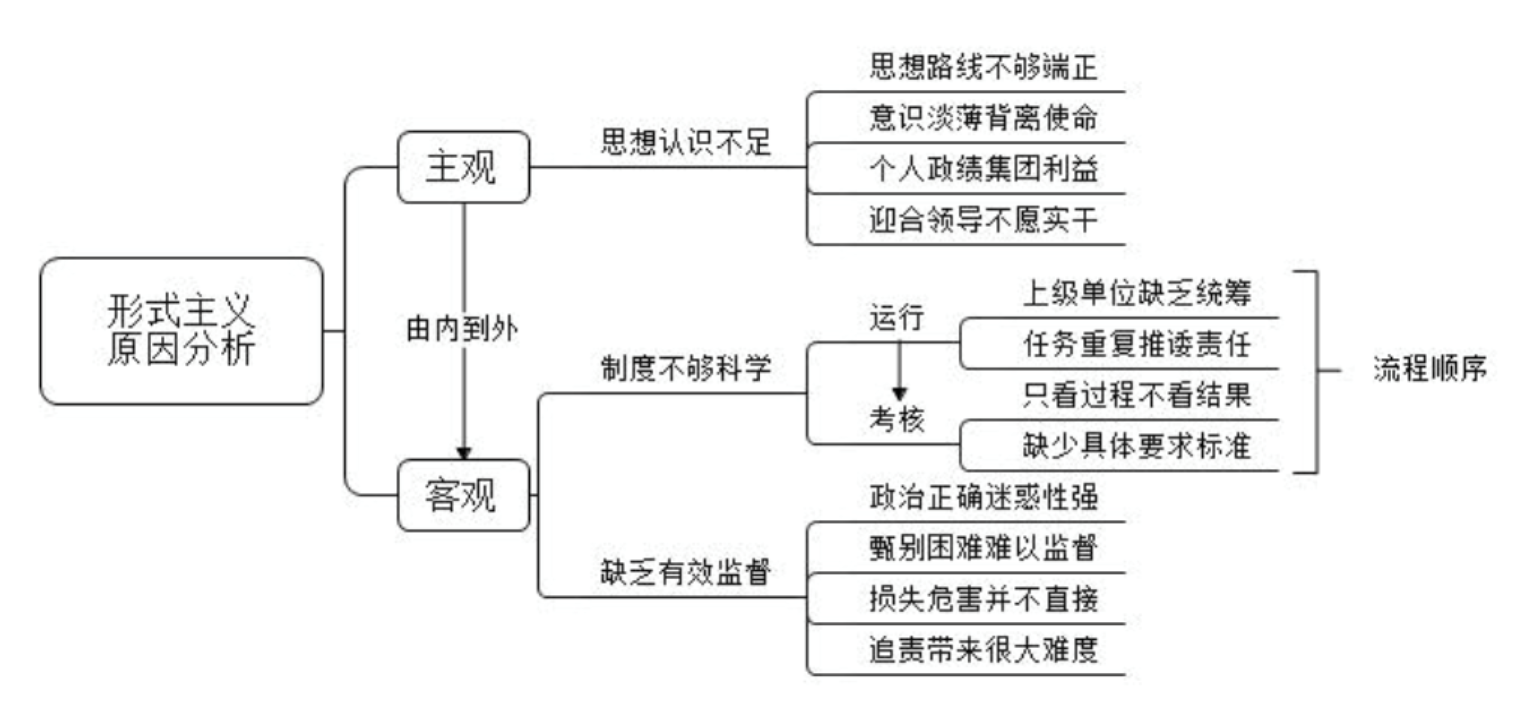 形式主义
原因分析
主观
由内到外
客观
思想认识不足
思想路线不够端正
意识淡薄背离使命
个人政绩集团利益
迎合领导不愿实干
制度不够科学
运行
上级单位缺乏统筹
任务重复推诿责任
考核
只看过程不看结果
缺少具体要求标准
流程顺序
缺乏有效监督
政治正确迷惑性强
甄别困难难以监督
损失危害并不直接
追责带来很大难度